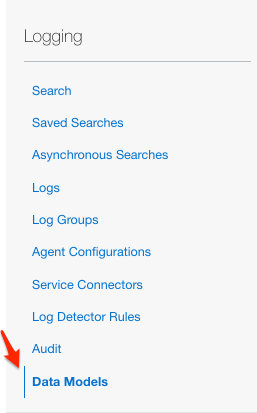 Logging
Search
Saved Searches
Asynchronous Searches
Logs
Log Groups
Agent Configurations
Service Connectors
Log Detector Rules
Audit
Data Models